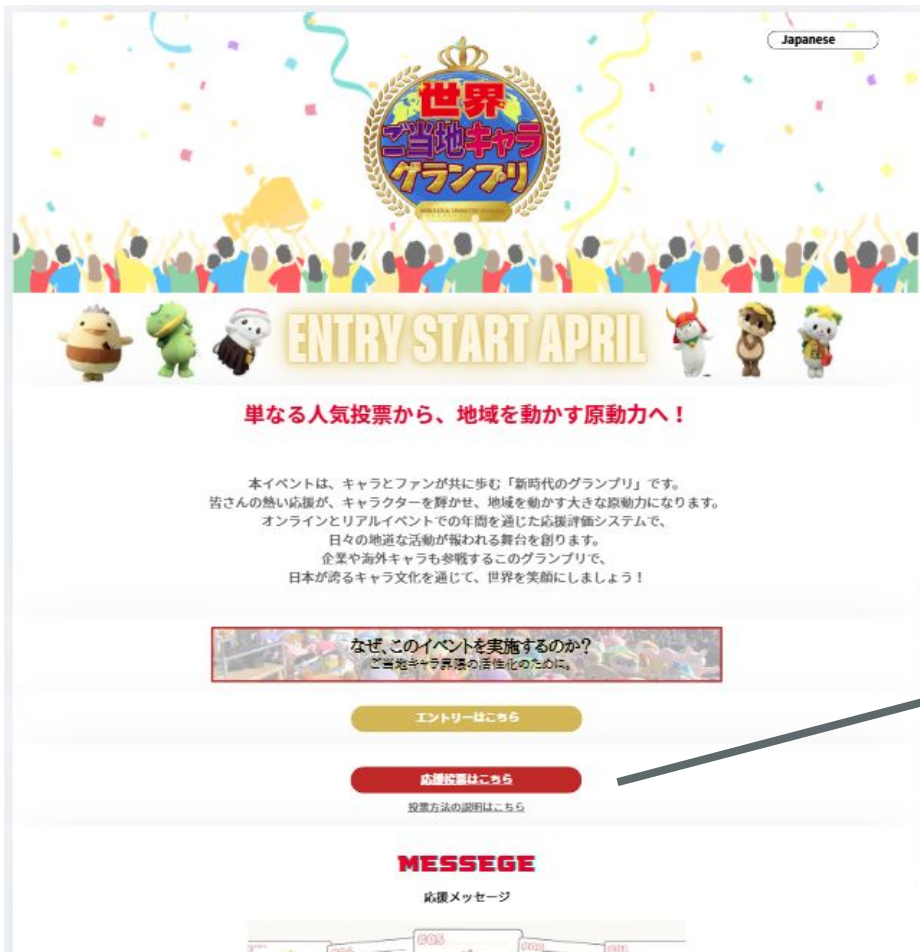 Japanese
世界
ご当地キャラ
グランプリ
ENTRY START APRIL
単なる人気投票から、地域を動かす原動力へ！
本イベントは、キャラとファンが共に歩む「新時代のグランプリ」です。
皆さんの熱い応援が、キャラクターを輝かせ、地域を動かす大きな原動力になります。
オンラインとリアルイベントでの年間を通じた応援評価システムで、
日々の地道な活動が報われる舞台を創ります。
企業や海外キャラも参戦するこのグランプリで、
日本が誇るキャラ文化を通じて、世界を笑顔にしましょう！
なぜ、このイベントを実施するのか？
ご当地キャラ界隈の活性化のために。
エントリーはこちら
応援投票はこちら
投票方法の説明はこちら
MESSEGE
応援メッセージ
#05